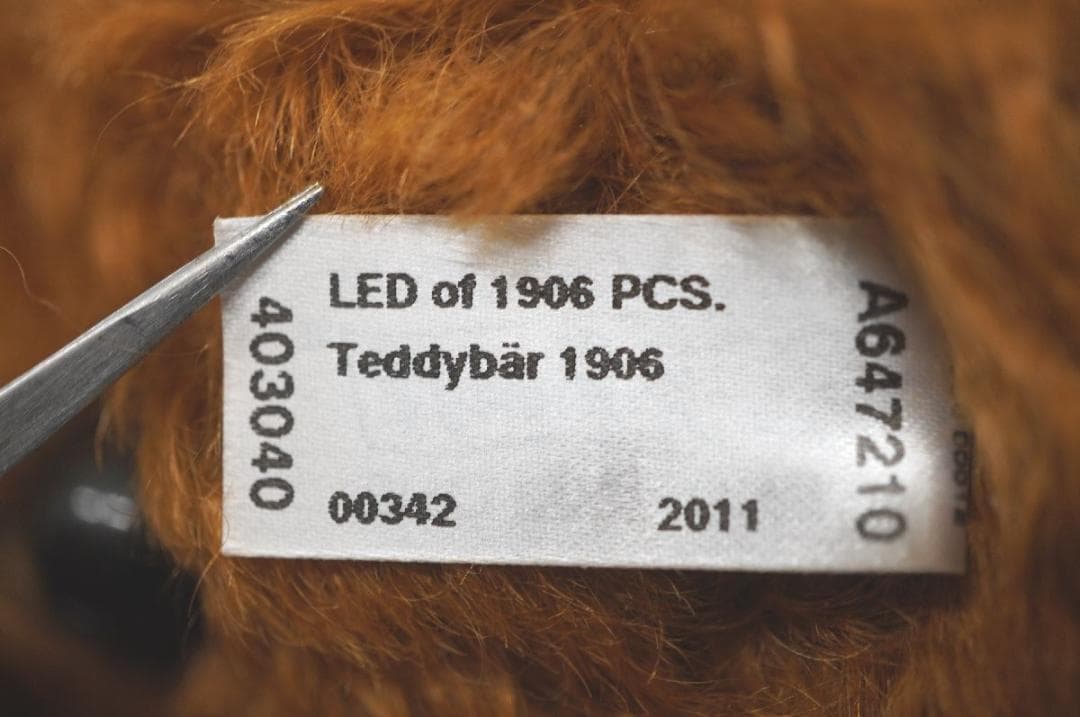 LED of 1906 PCS.
Teddybär 1906
00342 2011
403040
A647210